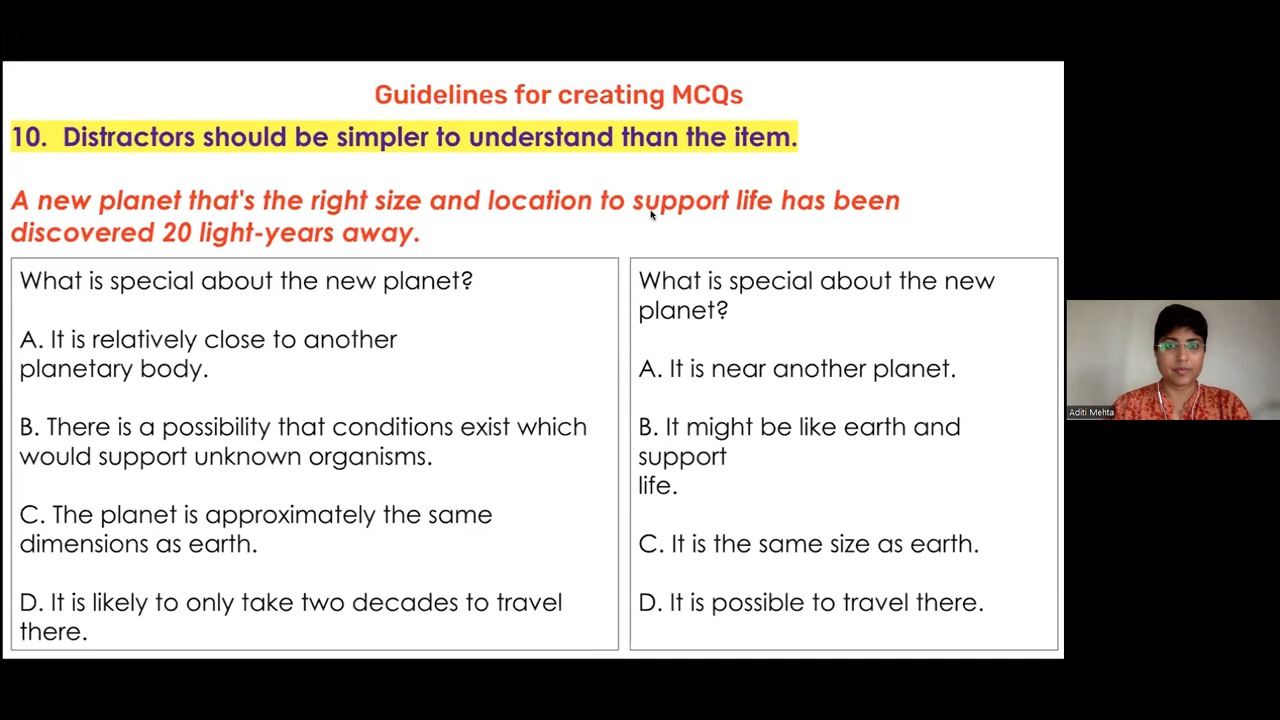 Guidelines for creating MCQs
10. Distractors should be simpler to understand than the item.
A new planet that's the right size and location to support life has been
discovered 20 light-years away.
What is special about the new planet?
A. It is relatively close to another
planetary body.
B. There is a possibility that conditions exist which
would support unknown organisms.
C. The planet is approximately the same
dimensions as earth.
D. It is likely to only take two decades to travel
there.
What is special about the new
planet?
A. It is near another planet.
B. It might be like earth and
support
life.
C. It is the same size as earth.
D. It is possible to travel there.
Aditi Mehta